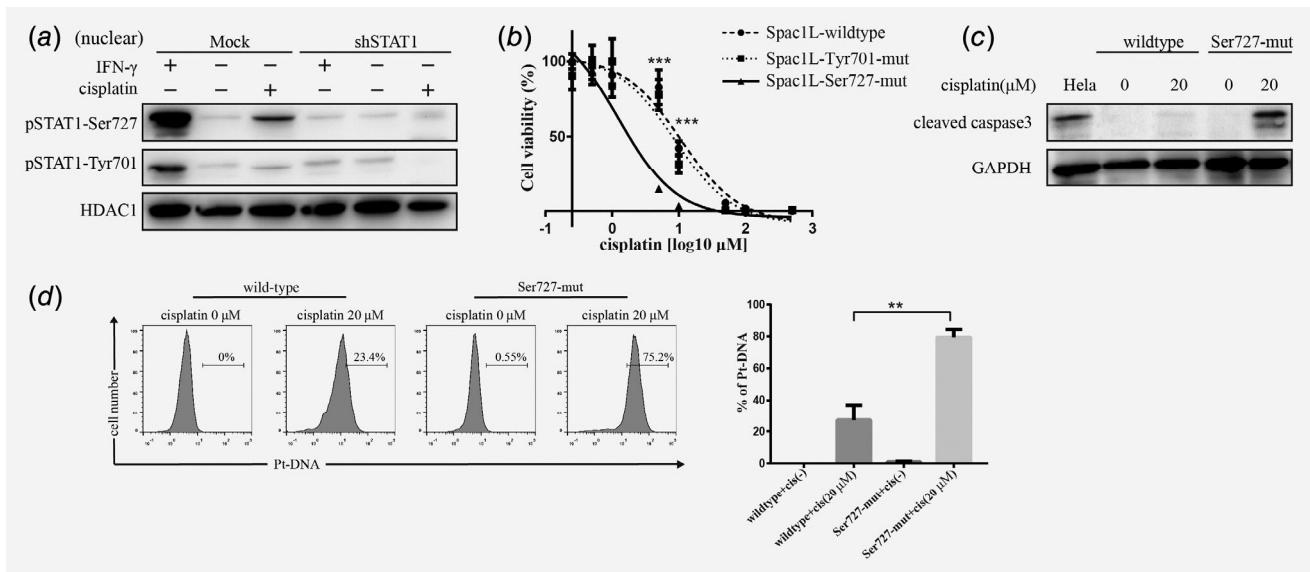 (a) (nuclear) Mock shSTAT1
IFN-γ + − − + − −
cisplatin − − + − − +
pSTAT1-Ser727
pSTAT1-Tyr701
HDAC1
(b)
Spac1L-wildtype
Spac1L-Tyr701-mut
Spac1L-Ser727-mut
Cell viability (%)
100
50
***
***
-1 0 1 2 3
cisplatin [log10 μM]
(c) wildtype Ser727-mut
cisplatin(μM) Hela 0 20 0 20
cleaved caspase3
GAPDH
(d) wild-type Ser727-mut
cisplatin 0 μM cisplatin 20 μM cisplatin 0 μM cisplatin 20 μM
0% 23.4% 0.55% 75.2%
cell number
Pt-DNA
% of Pt-DNA
100
80
60
40
20
0
**
wildtype+cis(-)
wildtype+cis(20 μM)
Ser727-mut+cis(-)
Ser727-mut+cis(20 μM)